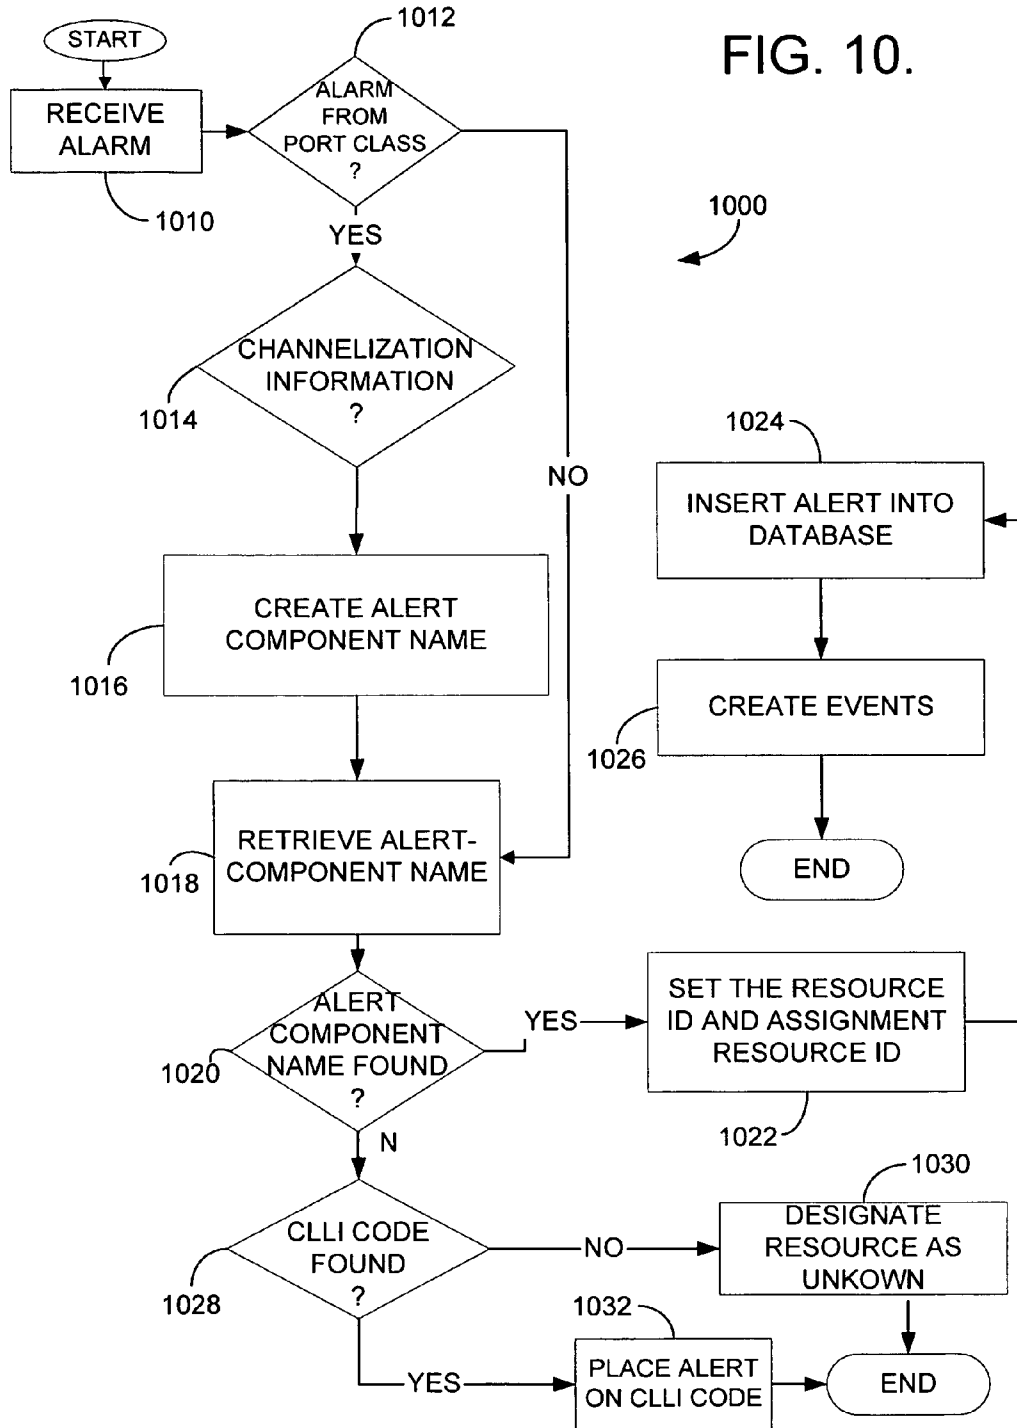 FIG. 10.
START
1012
RECEIVE
ALARM
1010
ALARM
FROM
PORT CLASS
?
YES
1000
CHANNELIZATION
INFORMATION
?
1014
NO
1024
INSERT ALERT INTO
DATABASE
CREATE ALERT
COMPONENT NAME
1016
CREATE EVENTS
1026
RETRIEVE ALERT-
COMPONENT NAME
1018
END
ALERT
COMPONENT
NAME FOUND
?
1020
YES
SET THE RESOURCE
ID AND ASSIGNMENT
RESOURCE ID
1022
N
CLLI CODE
FOUND
?
1028
NO
1030
DESIGNATE
RESOURCE AS
UNKOWN
YES
1032
PLACE ALERT
ON CLLI CODE
END